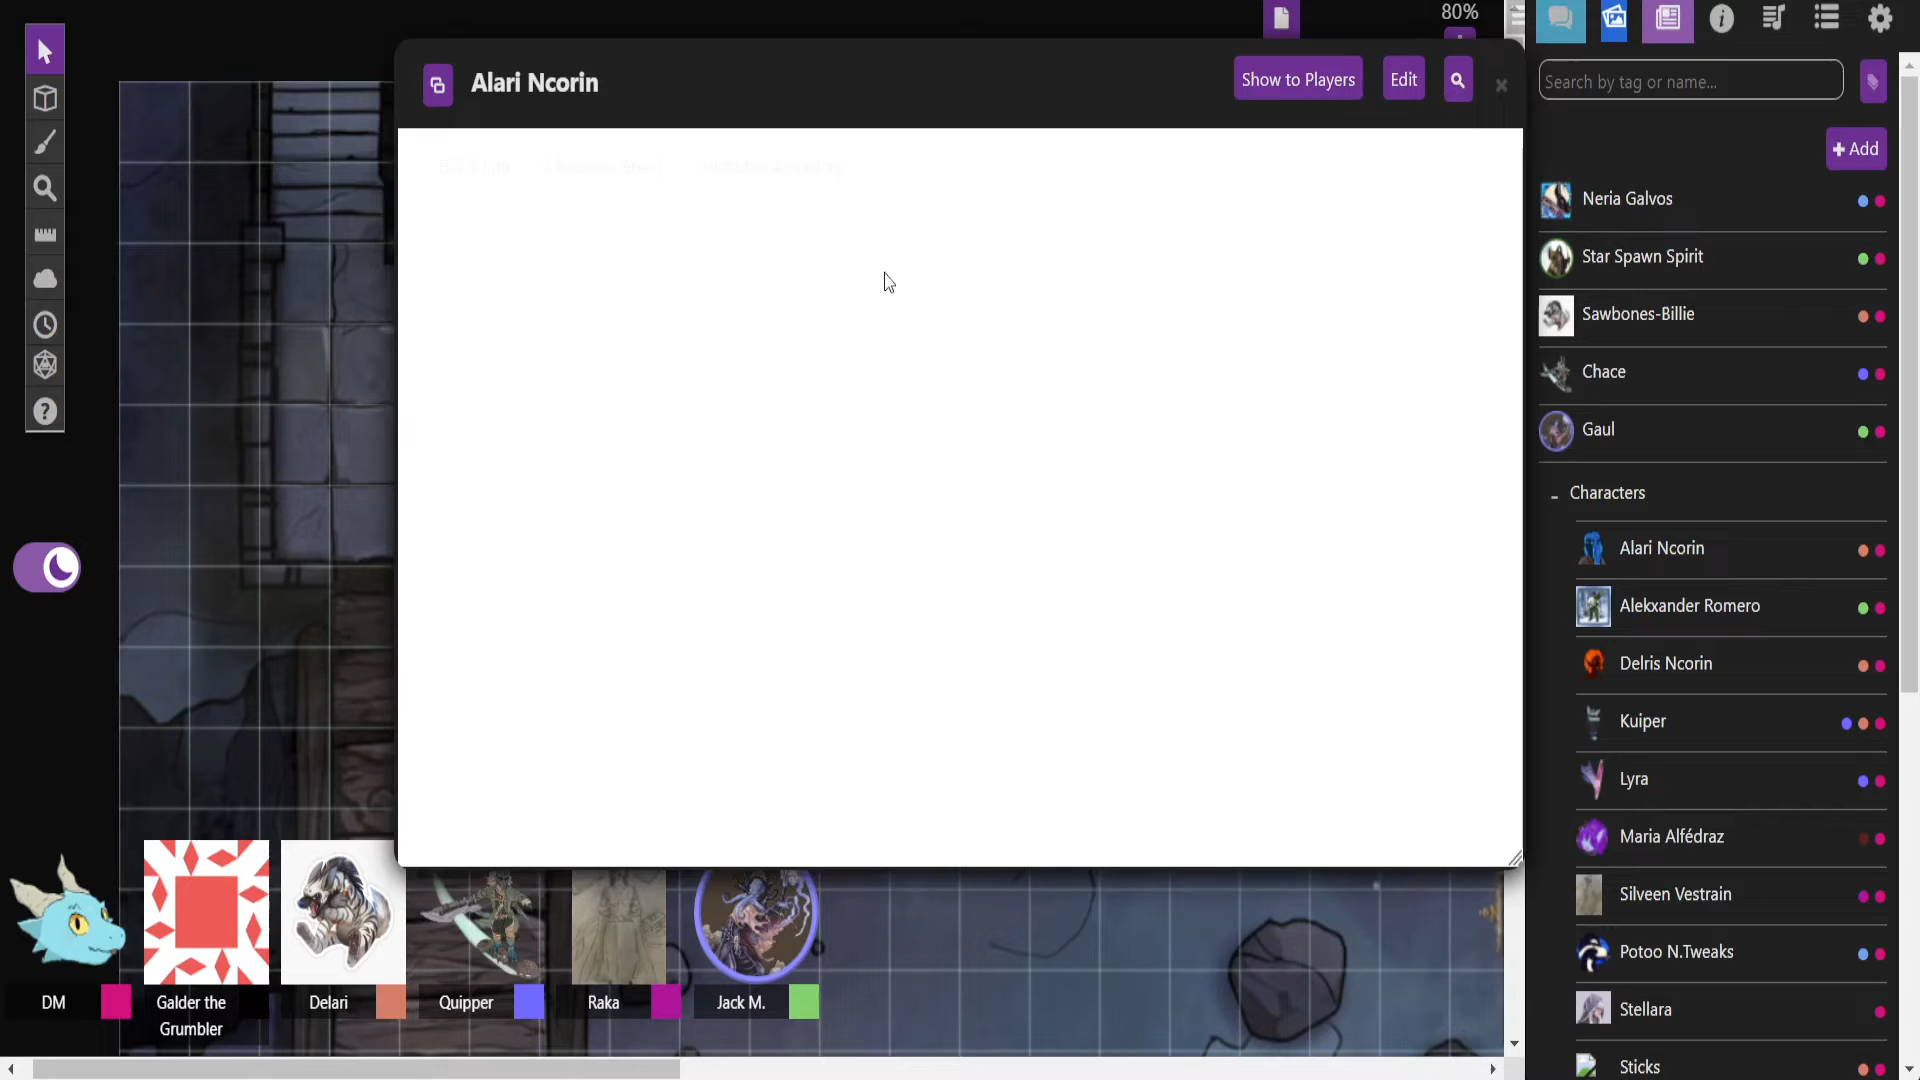 80%
Alari Ncorin
Show to Players
Edit
Search by tag or name...
+ Add
Neria Galvos
Star Spawn Spirit
Sawbones-Billie
Chace
Gaul
- Characters
Alari Ncorin
Alekxander Romero
Delris Ncorin
Kuiper
Lyra
Maria Alfédraz
Silveen Vestrain
Potoo N.Tweaks
Stellara
Sticks
DM
Galder the
Grumbler
Delari
Quipper
Raka
Jack M.